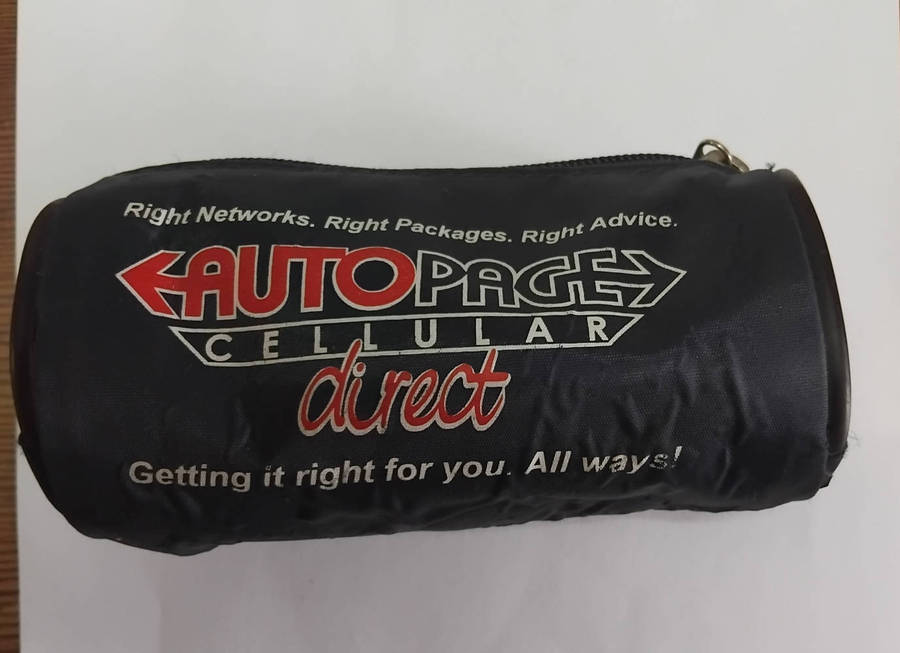 Right Networks. Right Packages. Right Advice.
AUTOPAGE
CELLULAR
direct
Getting it right for you. All ways!